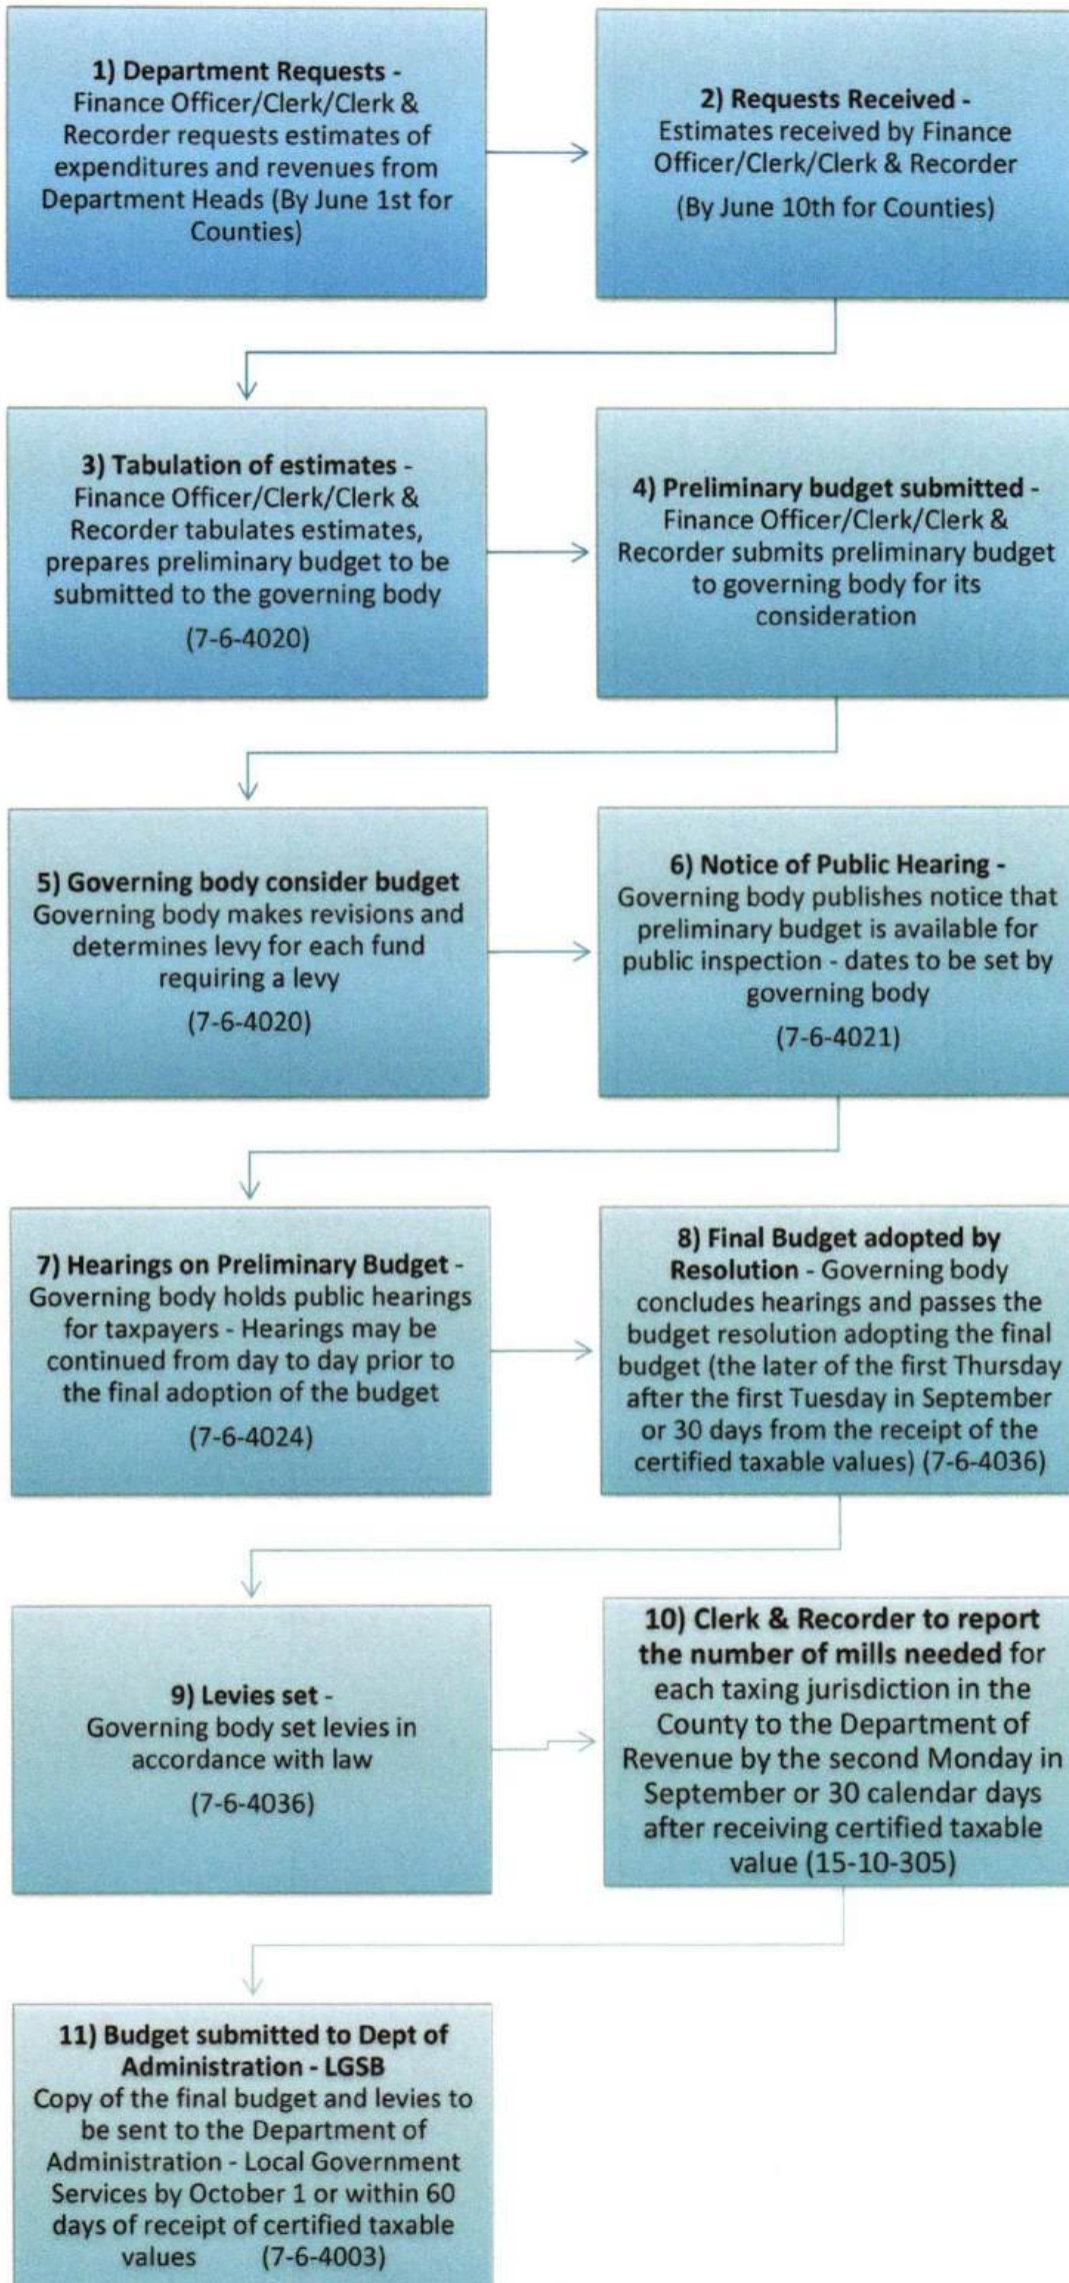 1) Department Requests -
Finance Officer/Clerk/Clerk &
Recorder requests estimates of
expenditures and revenues from
Department Heads (By June 1st for
Counties)
2) Requests Received -
Estimates received by Finance
Officer/Clerk/Clerk & Recorder
(By June 10th for Counties)
3) Tabulation of estimates -
Finance Officer/Clerk/Clerk &
Recorder tabulates estimates,
prepares preliminary budget to be
submitted to the governing body
(7-6-4020)
4) Preliminary budget submitted -
Finance Officer/Clerk/Clerk &
Recorder submits preliminary budget
to governing body for its
consideration
5) Governing body consider budget
Governing body makes revisions and
determines levy for each fund
requiring a levy
(7-6-4020)
6) Notice of Public Hearing -
Governing body publishes notice that
preliminary budget is available for
public inspection - dates to be set by
governing body
(7-6-4021)
7) Hearings on Preliminary Budget -
Governing body holds public hearings
for taxpayers - Hearings may be
continued from day to day prior to
the final adoption of the budget
(7-6-4024)
8) Final Budget adopted by
Resolution - Governing body
concludes hearings and passes the
budget resolution adopting the final
budget (the later of the first Thursday
after the first Tuesday in September
or 30 days from the receipt of the
certified taxable values) (7-6-4036)
9) Levies set -
Governing body set levies in
accordance with law
(7-6-4036)
10) Clerk & Recorder to report
the number of mills needed for
each taxing jurisdiction in the
County to the Department of
Revenue by the second Monday in
September or 30 calendar days
after receiving certified taxable
value (15-10-305)
11) Budget submitted to Dept of
Administration - LGSB
Copy of the final budget and levies to
be sent to the Department of
Administration - Local Government
Services by October 1 or within 60
days of receipt of certified taxable
values (7-6-4003)